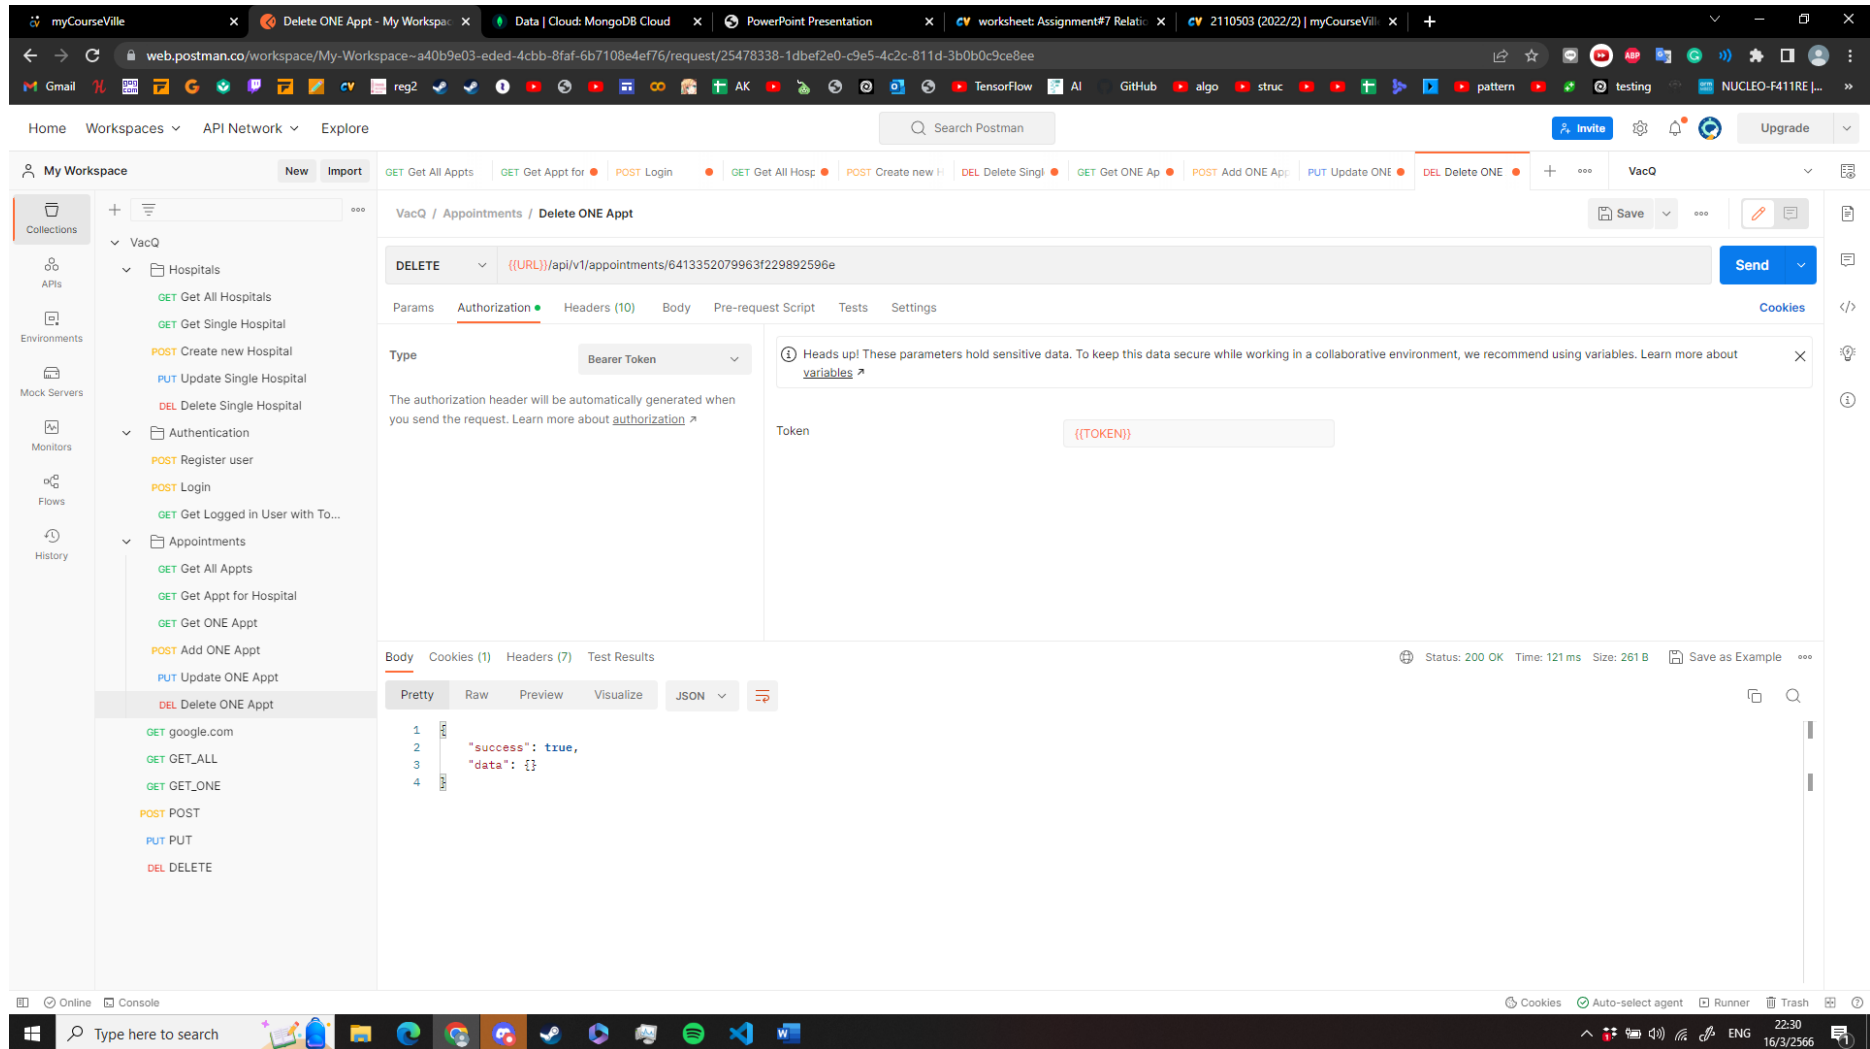 myCourseVille
Delete ONE Appt - My Workspac
Data | Cloud: MongoDB Cloud
PowerPoint Presentation
worksheet: Assignment#7 Relatio
2110503 (2022/2) | myCourseVill
web.postman.co/workspace/My-Workspace~a40b9e03-eded-4cbb-8faf-6b7108e4ef76/request/25478338-1dbef2e0-c9e5-4c2c-811d-3b0b0c9ce8ee
Gmail reg2 AK TensorFlow AI GitHub algo struc pattern testing NUCLEO-F411RE |...
Home Workspaces API Network Explore
Search Postman
Invite
Upgrade
My Workspace
New Import
GET Get All Appts
GET Get Appt for
POST Login
GET Get All Hosp
POST Create new H
DEL Delete Singl
GET Get ONE Ap
POST Add ONE App
PUT Update ONE
DEL Delete ONE
VacQ
Collections
APIs
Environments
Mock Servers
Monitors
Flows
History
VacQ
Hospitals
GET Get All Hospitals
GET Get Single Hospital
POST Create new Hospital
PUT Update Single Hospital
DEL Delete Single Hospital
Authentication
POST Register user
POST Login
GET Get Logged in User with To...
Appointments
GET Get All Appts
GET Get Appt for Hospital
GET Get ONE Appt
POST Add ONE Appt
PUT Update ONE Appt
DEL Delete ONE Appt
GET google.com
GET GET_ALL
GET GET_ONE
POST POST
PUT PUT
DEL DELETE
VacQ / Appointments / Delete ONE Appt
Save
DELETE
{{URL}}/api/v1/appointments/6413352079963f229892596e
Send
Params Authorization Headers (10) Body Pre-request Script Tests Settings
Cookies
Type
Bearer Token
The authorization header will be automatically generated when
you send the request. Learn more about authorization ↗
Heads up! These parameters hold sensitive data. To keep this data secure while working in a collaborative environment, we recommend using variables. Learn more about
variables ↗
Token
{{TOKEN}}
Body Cookies (1) Headers (7) Test Results
Status: 200 OK Time: 121 ms Size: 261 B Save as Example
Pretty Raw Preview Visualize JSON
1 {
2 "success": true,
3 "data": {}
4 }
Online Console
Cookies Auto-select agent Runner Trash
Type here to search
ENG
22:30
16/3/2566